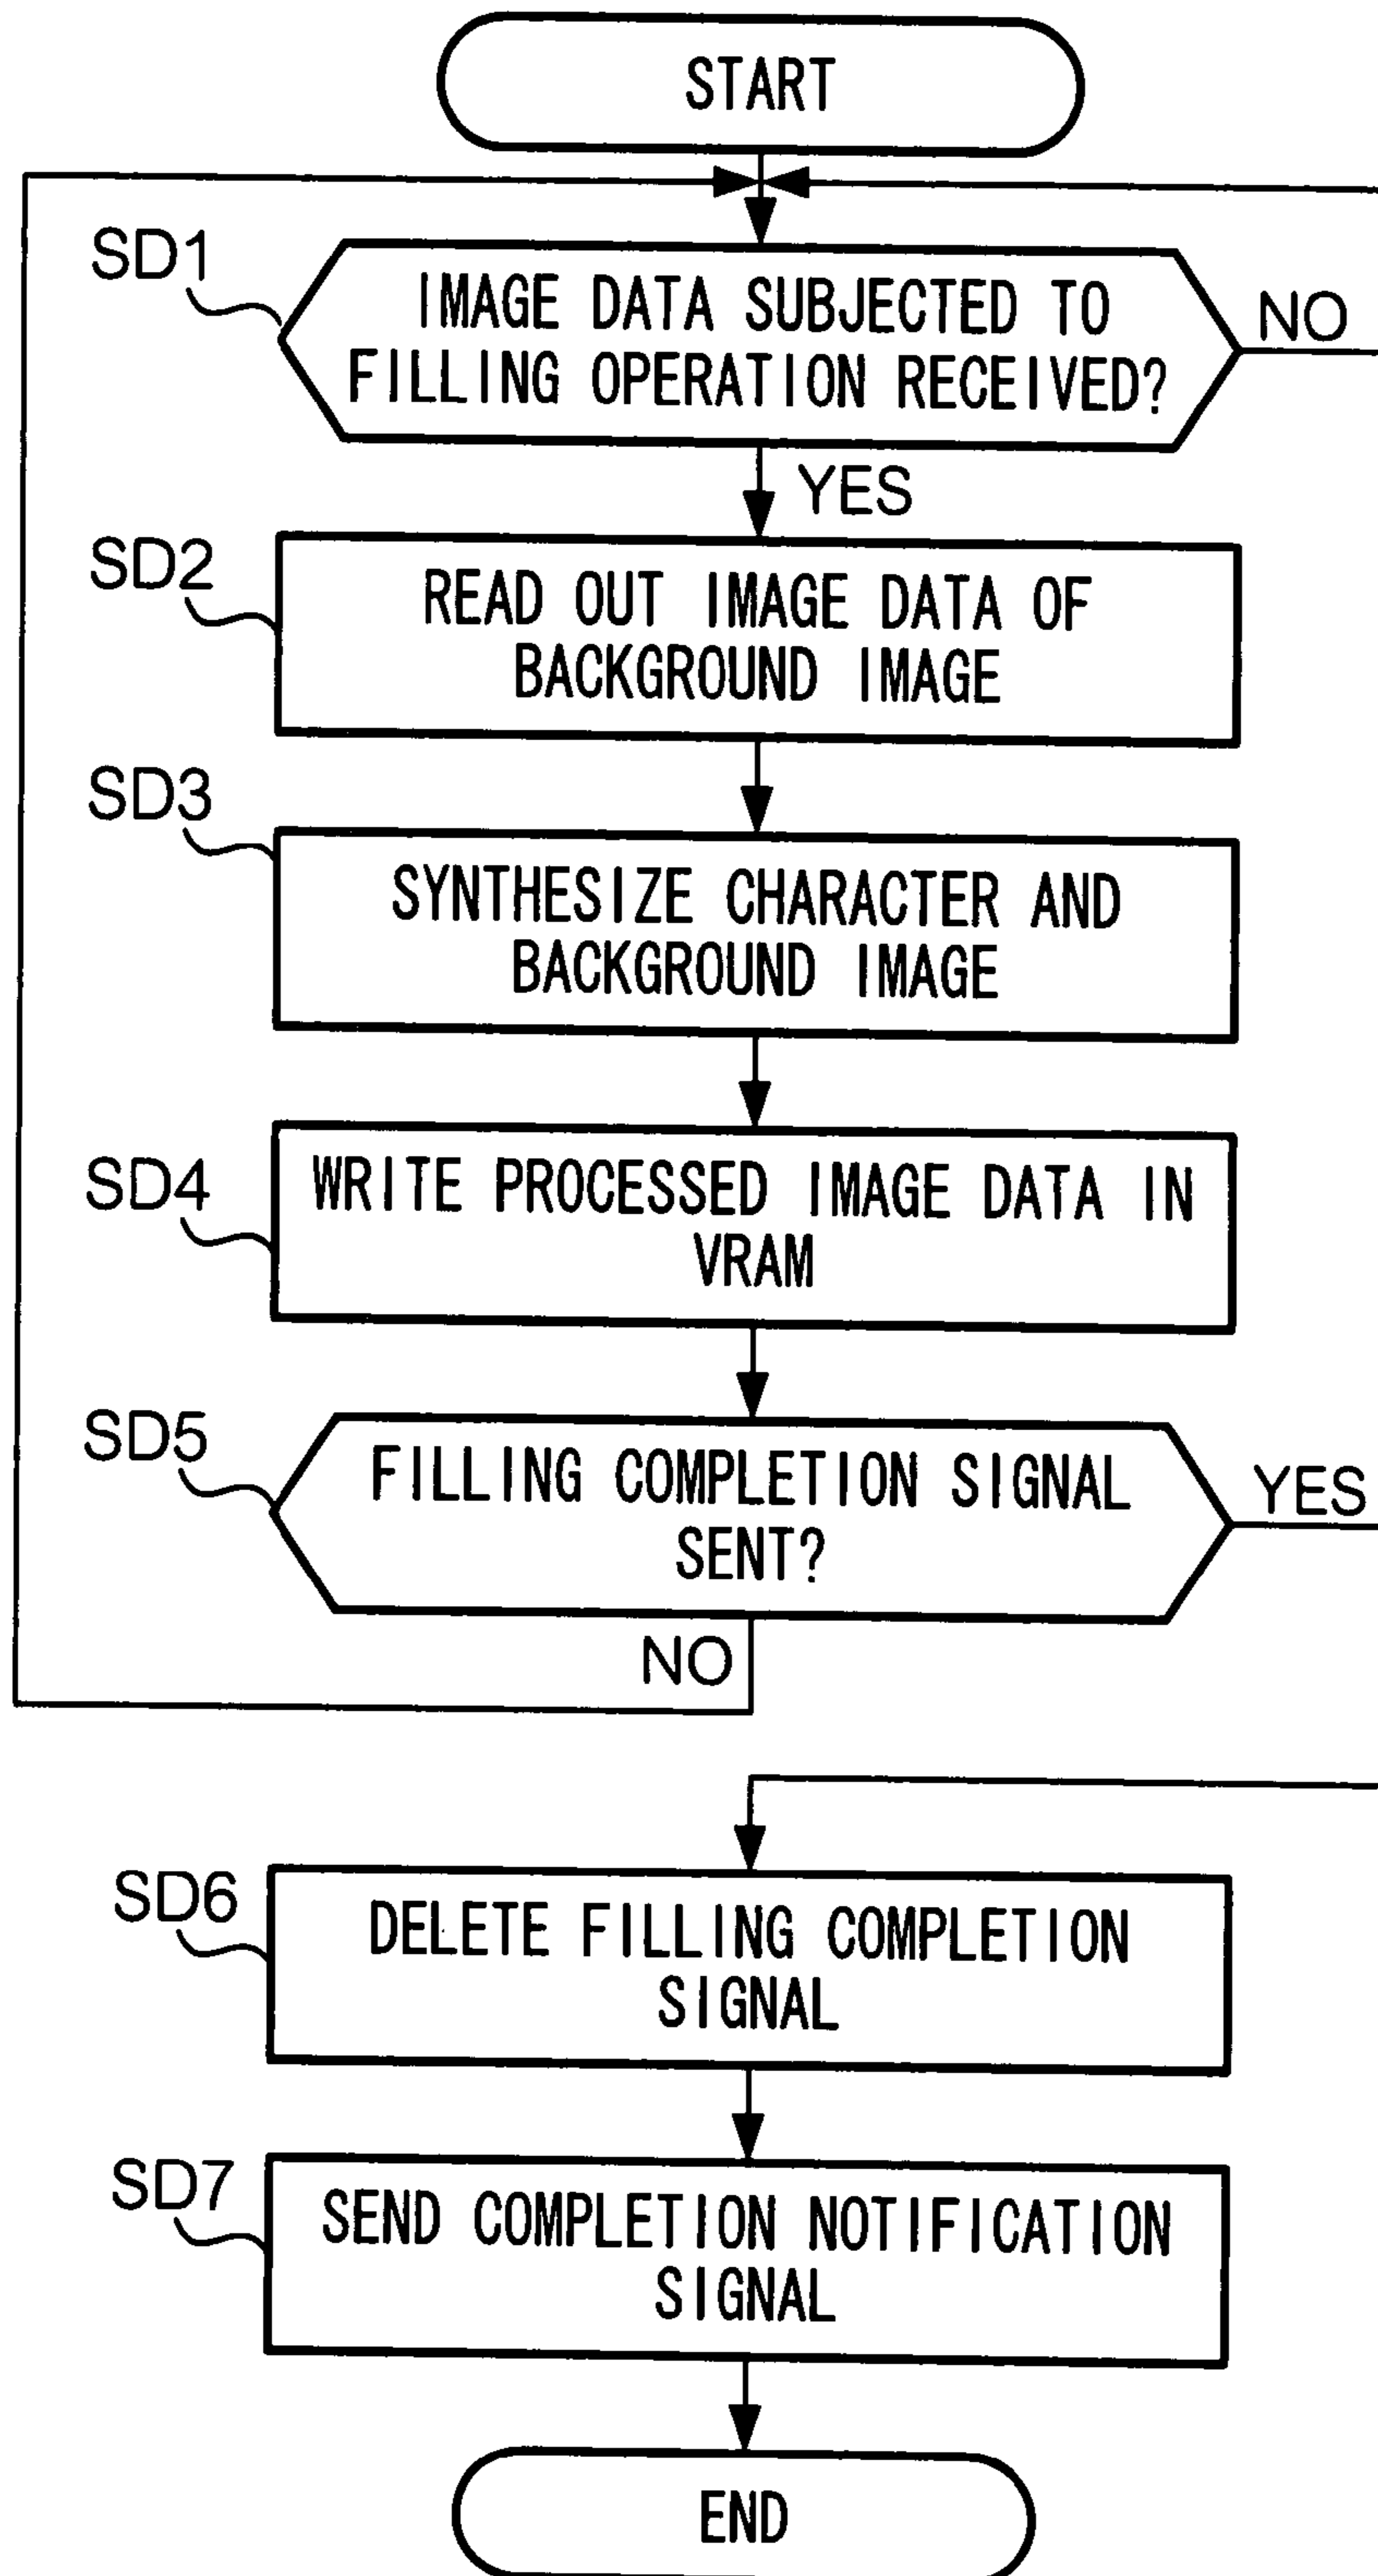 START
SD1
IMAGE DATA SUBJECTED TO
FILLING OPERATION RECEIVED?
NO
YES
SD2
READ OUT IMAGE DATA OF
BACKGROUND IMAGE
SD3
SYNTHESIZE CHARACTER AND
BACKGROUND IMAGE
SD4
WRITE PROCESSED IMAGE DATA IN
VRAM
SD5
FILLING COMPLETION SIGNAL
SENT?
YES
NO
SD6
DELETE FILLING COMPLETION
SIGNAL
SD7
SEND COMPLETION NOTIFICATION
SIGNAL
END